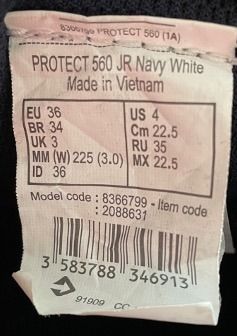 8366799 PROTECT 560 (1A)
PROTECT 560 JR Navy White
Made in Vietnam
EU 36
BR 34
UK 3
MM (W) 225 (3.0)
ID 36
US 4
Cm 22.5
RU 35
MX 22.5
Model code : 8366799 - Item code
: 2088631
3 583788 346913
91909